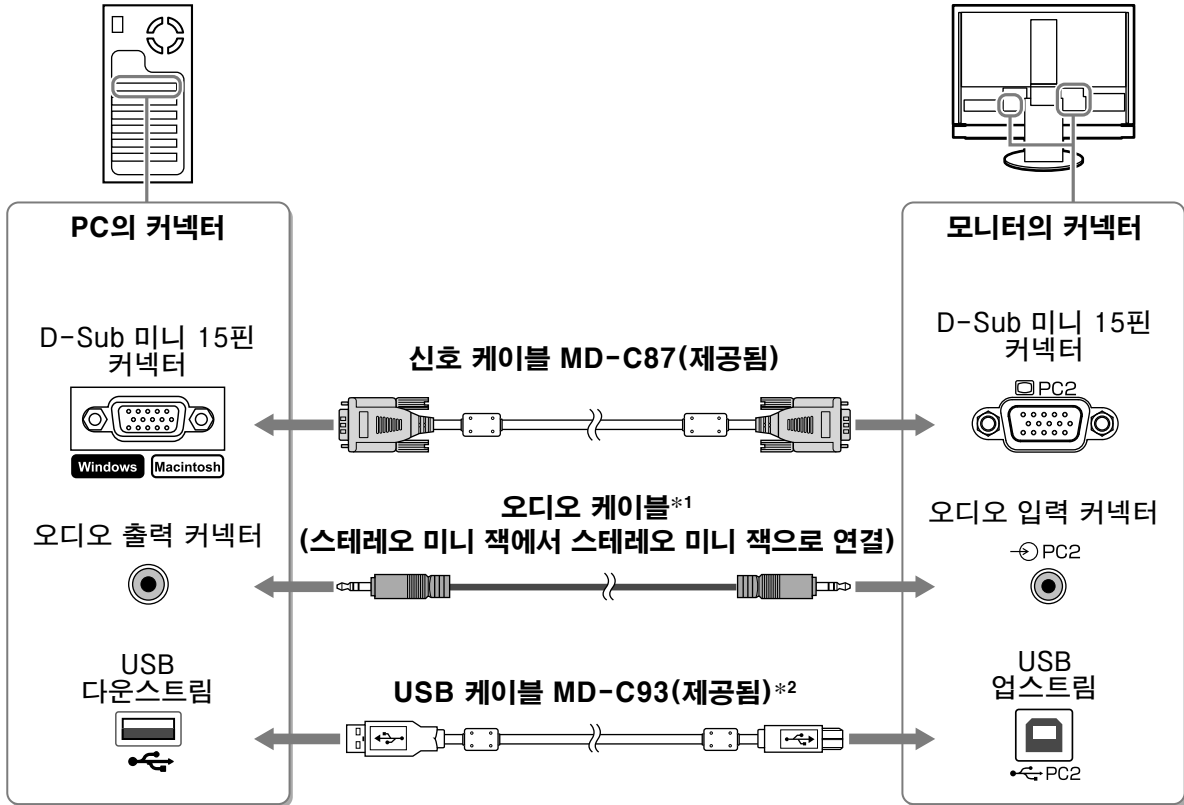 PC의 커넥터
모니터의 커넥터
D-Sub 미니 15핀
커넥터
신호 케이블 MD-C87(제공됨)
D-Sub 미니 15핀
커넥터
PC2
Windows
Macintosh
오디오 출력 커넥터
오디오 케이블*1
(스테레오 미니 잭에서 스테레오 미니 잭으로 연결)
오디오 입력 커넥터
PC2
USB
다운스트림
USB 케이블 MD-C93(제공됨)*2
USB
업스트림
PC2